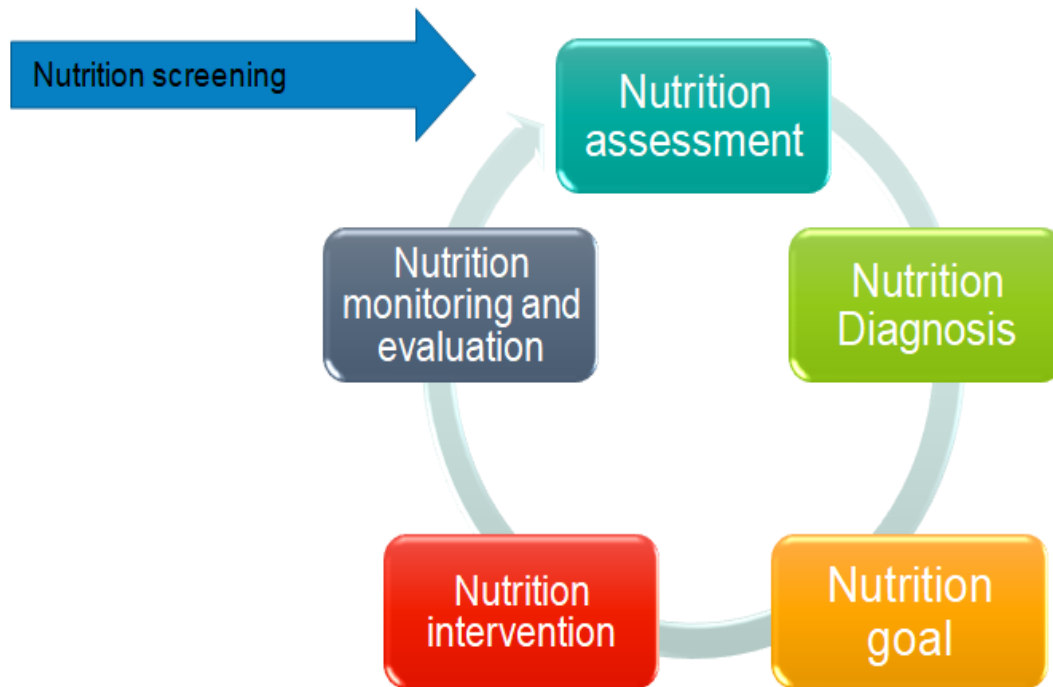 Nutrition screening
Nutrition
assessment
Nutrition
Diagnosis
Nutrition
goal
Nutrition
intervention
Nutrition
monitoring and
evaluation